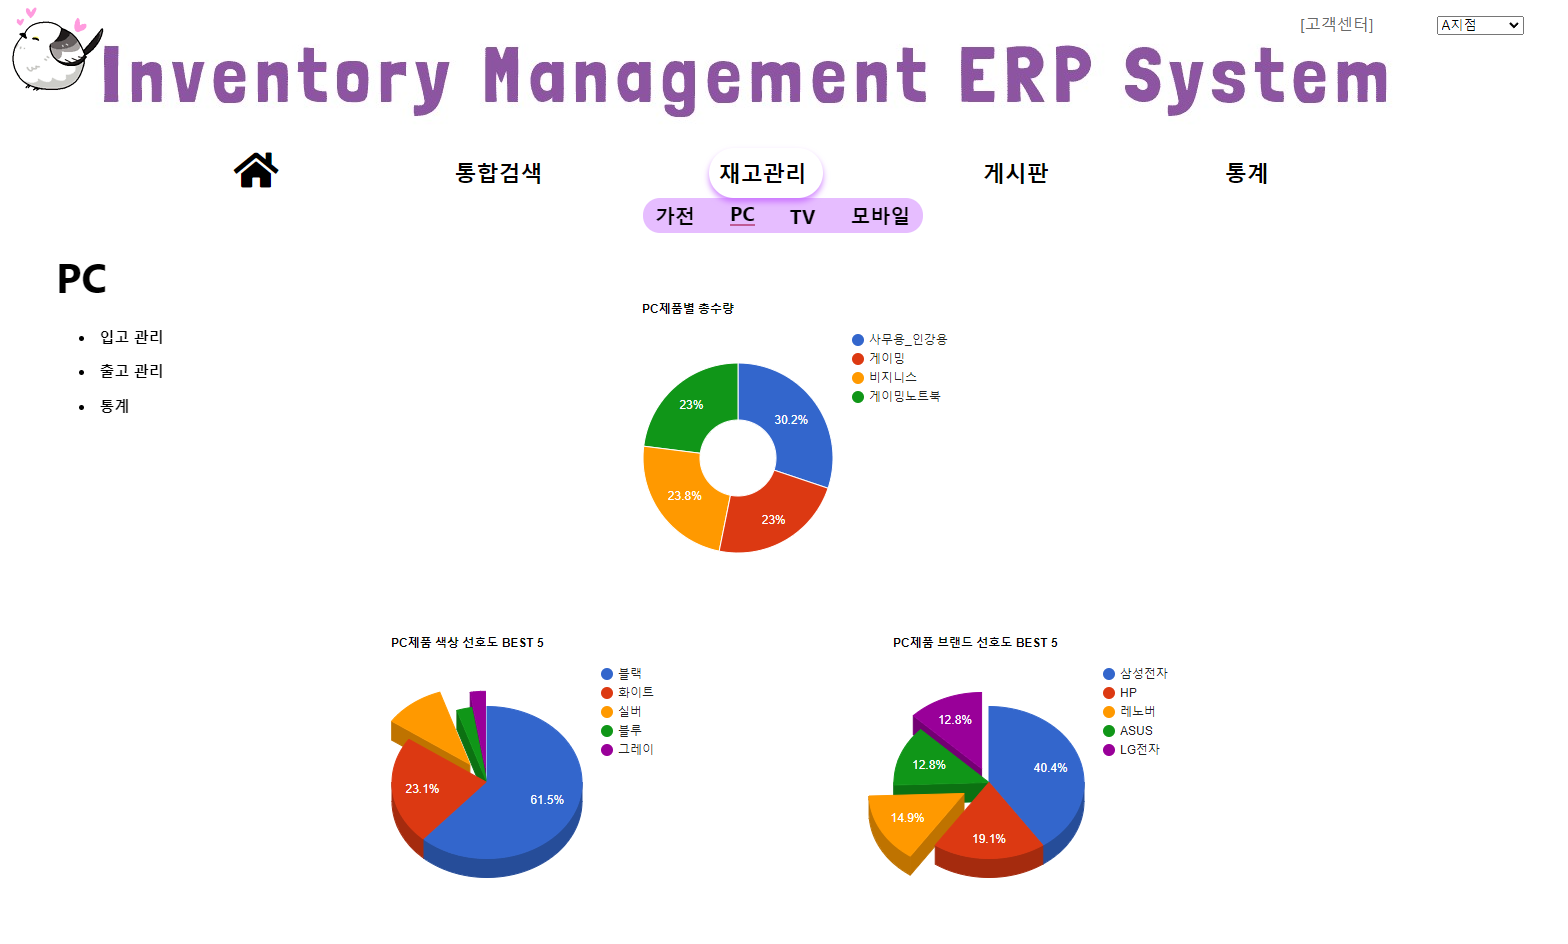 [고객센터]
A지점
Inventory Management ERP System
통합검색 재고관리 게시판 통계
가전 PC TV 모바일
PC
입고 관리
출고 관리
통계
PC제품별 총수량
사무용_인강용
게이밍
비지니스
게이밍노트북
23%
30.2%
23.8%
23%
PC제품 색상 선호도 BEST 5
블랙
화이트
실버
블루
그레이
23.1%
61.5%
PC제품 브랜드 선호도 BEST 5
삼성전자
HP
레노버
ASUS
LG전자
12.8%
12.8%
40.4%
14.9%
19.1%